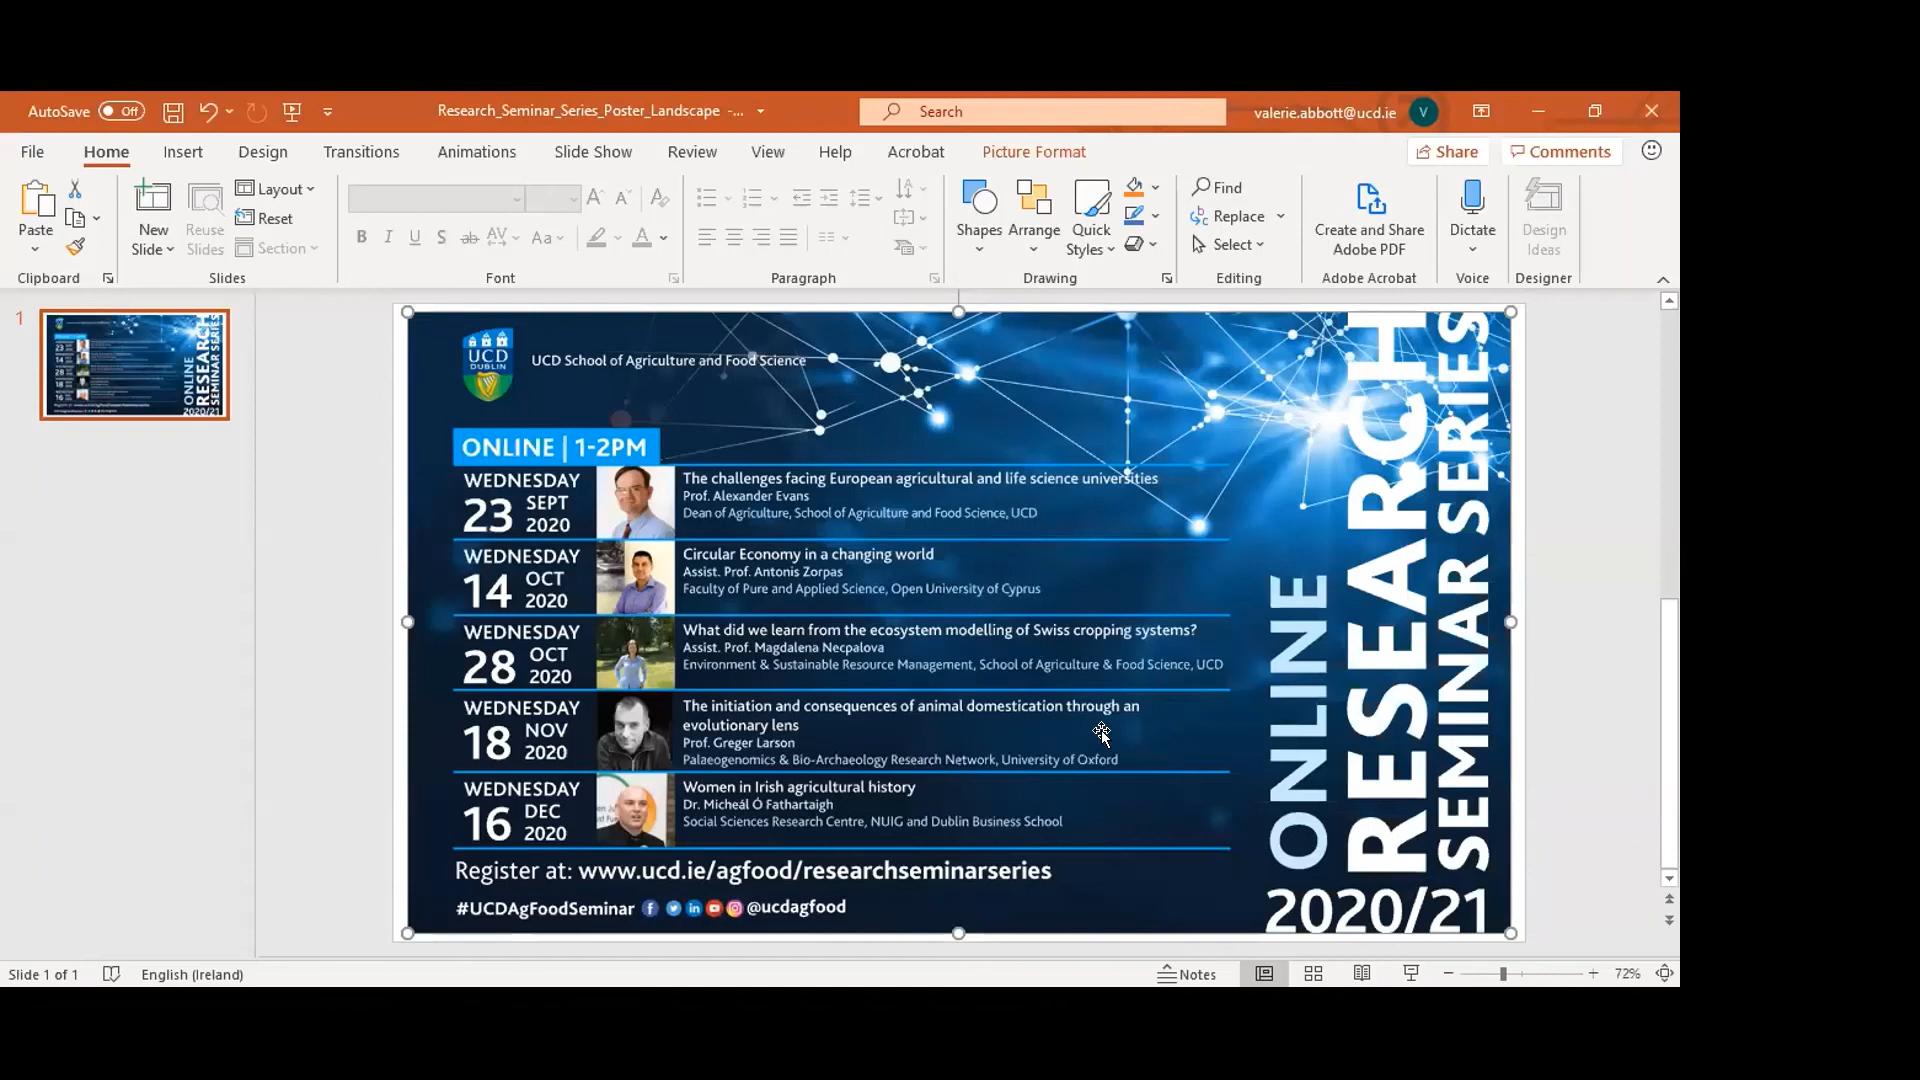 AutoSave Off
Research_Seminar_Series_Poster_Landscape -...
Search
valerie.abbott@ucd.ie V
File Home Insert Design Transitions Animations Slide Show Review View Help Acrobat Picture Format
Share Comments
Paste
Clipboard
New Slide
Reuse Slides
Layout
Reset
Section
Slides
B I U S ab AV Aa A
Font
Paragraph
Shapes
Arrange
Quick Styles
Drawing
Find
Replace
Select
Editing
Create and Share Adobe PDF
Adobe Acrobat
Dictate
Voice
Design Ideas
Designer
1
UCD DUBLIN
UCD School of Agriculture and Food Science
ONLINE | 1-2PM
WEDNESDAY
23 SEPT 2020
The challenges facing European agricultural and life science universities
Prof. Alexander Evans
Dean of Agriculture, School of Agriculture and Food Science, UCD
WEDNESDAY
14 OCT 2020
Circular Economy in a changing world
Assist. Prof. Antonis Zorpas
Faculty of Pure and Applied Science, Open University of Cyprus
WEDNESDAY
28 OCT 2020
What did we learn from the ecosystem modelling of Swiss cropping systems?
Assist. Prof. Magdalena Necpalova
Environment & Sustainable Resource Management, School of Agriculture & Food Science, UCD
WEDNESDAY
18 NOV 2020
The initiation and consequences of animal domestication through an
evolutionary lens
Prof. Greger Larson
Palaeogenomics & Bio-Archaeology Research Network, University of Oxford
WEDNESDAY
16 DEC 2020
Women in Irish agricultural history
Dr. Micheál Ó Fathartaigh
Social Sciences Research Centre, NUIG and Dublin Business School
Register at: www.ucd.ie/agfood/researchseminarseries
#UCDAgFoodSeminar @ucdagfood
ONLINE
RESEARCH
SEMINAR SERIES
2020/21
Slide 1 of 1
English (Ireland)
Notes
72%